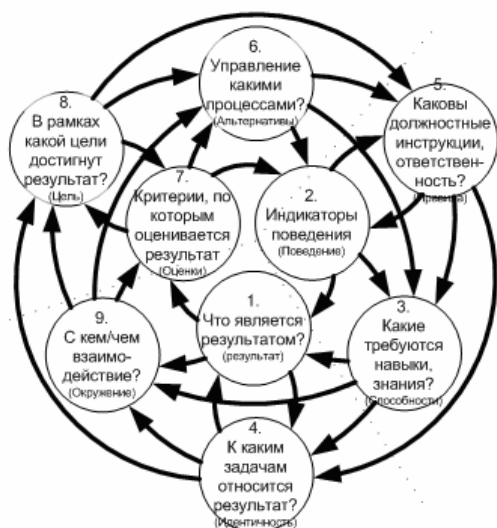 6.
Управление
какими
процессами?
(Альтернативы)
5.
Каковы
должностные
инструкции,
ответствен-
ность?
(Правила)
8.
В рамках
какой цели
достигнут
результат?
(Цель)
7.
Критерии, по
которым
оценивается
результат
(Оценки)
2.
Индикаторы
поведения
(Поведение)
1.
Что является
результатом?
(результат)
9.
С кем/чем
взаимо-
действие?
(Окружение)
3.
Какие
требуются
навыки,
знания?
(Способности)
4.
К каким
задачам
относится
результат?
(Идентичность)